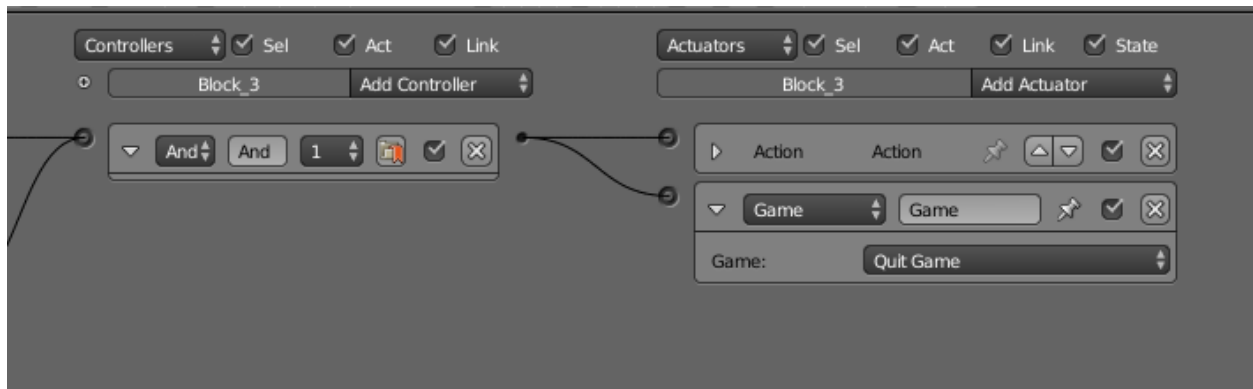 Controllers Sel Act Link
Block_3 Add Controller
And And 1
Actuators Sel Act Link State
Block_3 Add Actuator
Action Action
Game Game
Game: Quit Game